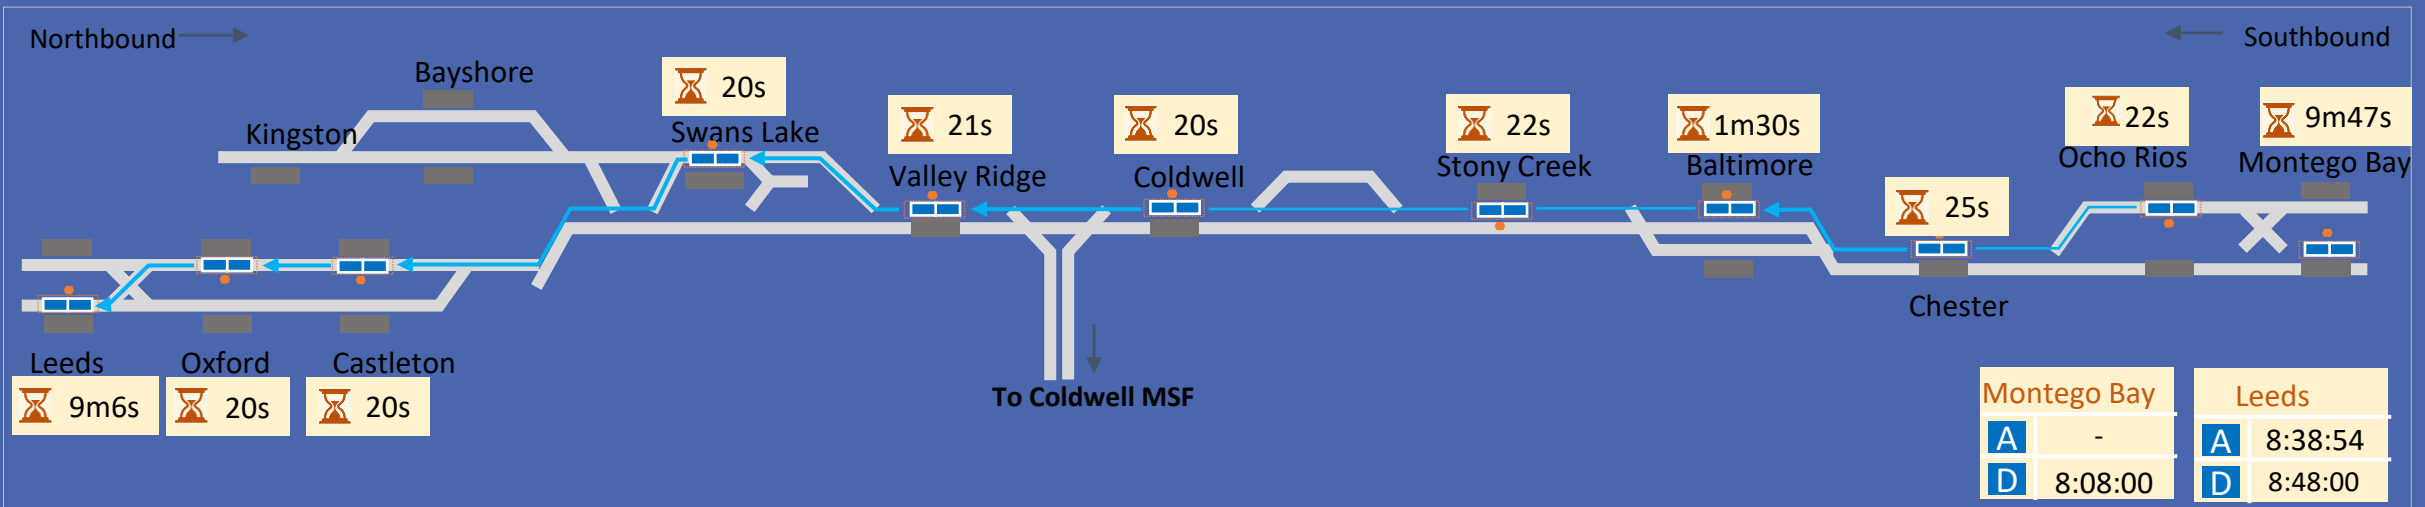 Northbound
Southbound
Bayshore
20s
21s
20s
22s
1m30s
22s
9m47s
Kingston
Swans Lake
Valley Ridge
Coldwell
Stony Creek
Baltimore
Ocho Rios
Montego Bay
25s
Chester
Leeds
Oxford
Castleton
9m6s
20s
20s
To Coldwell MSF
Montego Bay
A -
D 8:08:00
Leeds
A 8:38:54
D 8:48:00